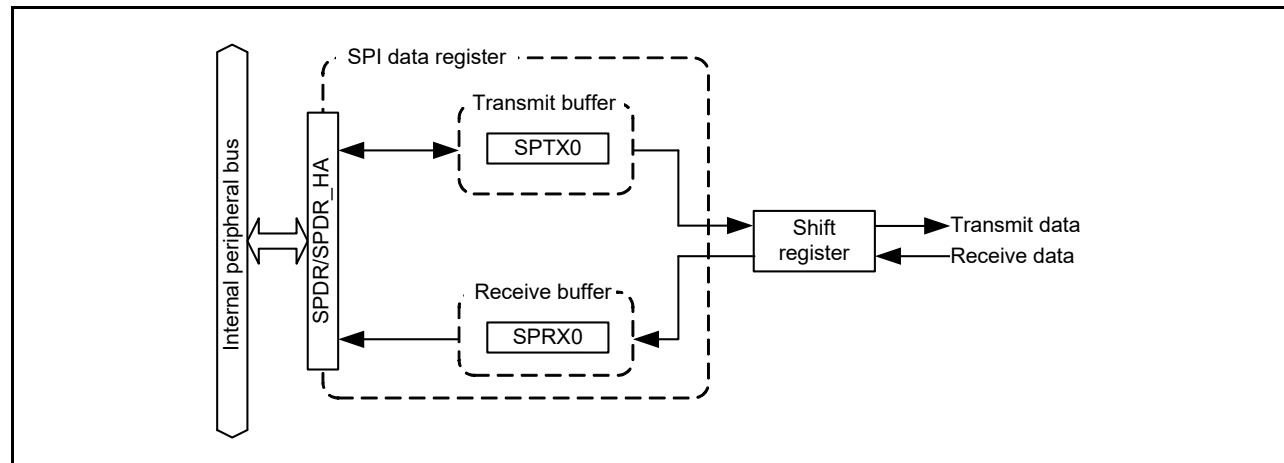 SPI data register
Transmit buffer
SPTX0
Internal peripheral bus
SPDR/SPDR_HA
Shift
register
Transmit data
Receive data
Receive buffer
SPRX0